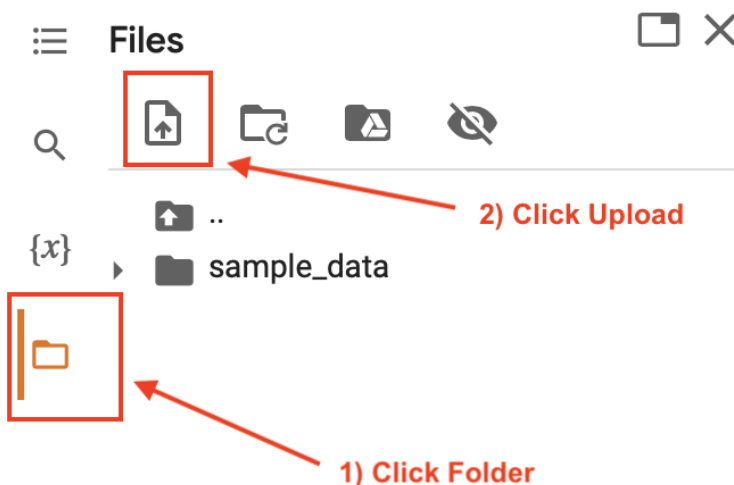 Files
2) Click Upload
..
{x}
sample_data
1) Click Folder